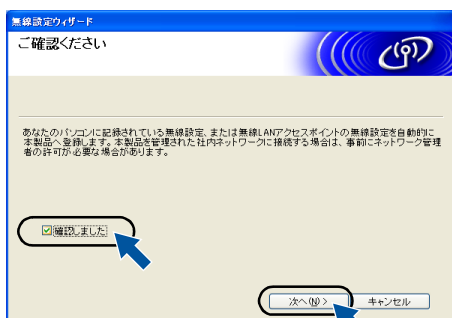 無線設定ウィザード
ご確認ください
あなたのパソコンに記録されている無線設定、または無線LANアクセスポイントの無線設定を自動的に
本製品へ登録します。本製品を管理された社内ネットワークに接続する場合は、事前にネットワーク管理
者の許可が必要な場合があります。
確認しました
次へ(N) >
キャンセル